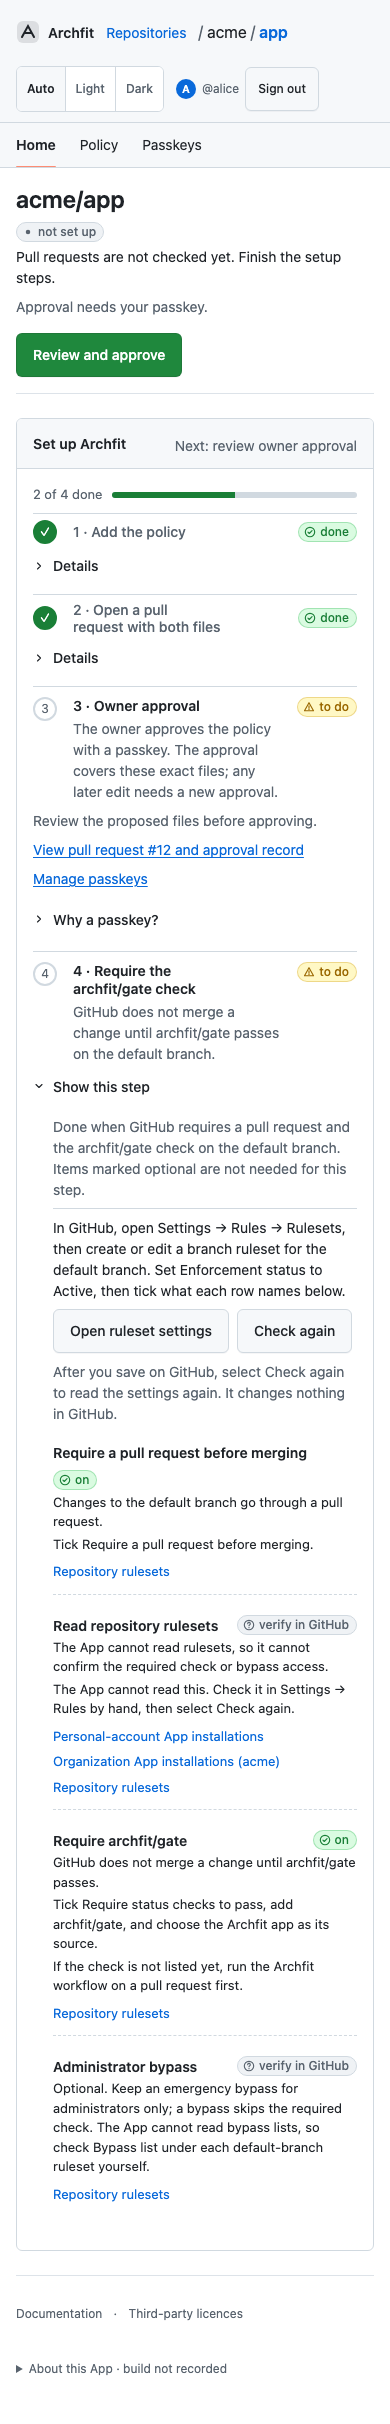 Archfit Repositories / acme / app
Auto Light Dark A @alice Sign out
Home Policy Passkeys
acme/app
not set up
Pull requests are not checked yet. Finish the setup
steps.
Approval needs your passkey.
Review and approve
Set up Archfit Next: review owner approval
2 of 4 done
1 · Add the policy done
Details
2 · Open a pull
request with both files done
Details
3 3 · Owner approval to do
The owner approves the policy
with a passkey. The approval
covers these exact files; any
later edit needs a new approval.
Review the proposed files before approving.
View pull request #12 and approval record
Manage passkeys
Why a passkey?
4 4 · Require the
archfit/gate check to do
GitHub does not merge a
change until archfit/gate passes
on the default branch.
Show this step
Done when GitHub requires a pull request and
the archfit/gate check on the default branch.
Items marked optional are not needed for this
step.
In GitHub, open Settings → Rules → Rulesets,
then create or edit a branch ruleset for the
default branch. Set Enforcement status to
Active, then tick what each row names below.
Open ruleset settings Check again
After you save on GitHub, select Check again
to read the settings again. It changes nothing
in GitHub.
Require a pull request before merging
on
Changes to the default branch go through a pull
request.
Tick Require a pull request before merging.
Repository rulesets
Read repository rulesets verify in GitHub
The App cannot read rulesets, so it cannot
confirm the required check or bypass access.
The App cannot read this. Check it in Settings →
Rules by hand, then select Check again.
Personal-account App installations
Organization App installations (acme)
Repository rulesets
Require archfit/gate on
GitHub does not merge a change until archfit/gate
passes.
Tick Require status checks to pass, add
archfit/gate, and choose the Archfit app as its
source.
If the check is not listed yet, run the Archfit
workflow on a pull request first.
Repository rulesets
Administrator bypass verify in GitHub
Optional. Keep an emergency bypass for
administrators only; a bypass skips the required
check. The App cannot read bypass lists, so
check Bypass list under each default-branch
ruleset yourself.
Repository rulesets
Documentation · Third-party licences
About this App · build not recorded